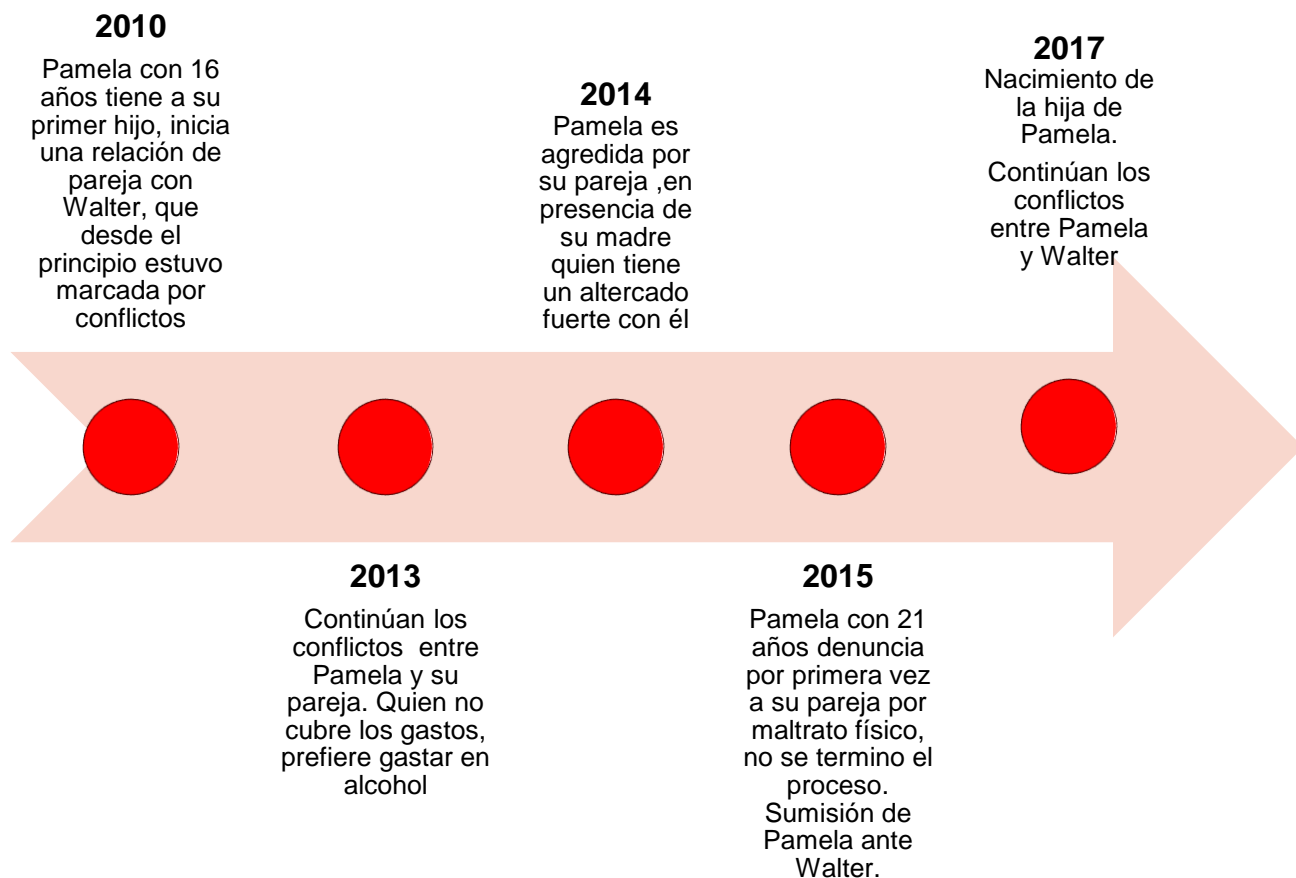 2010
Pamela con 16
años tiene a su
primer hijo, inicia
una relación de
pareja con
Walter, que
desde el
principio estuvo
marcada por
conflictos
2013
Continúan los
conflictos entre
Pamela y su
pareja. Quien no
cubre los gastos,
prefiere gastar en
alcohol
2014
Pamela es
agredida por
su pareja ,en
presencia de
su madre
quien tiene
un altercado
fuerte con él
2015
Pamela con 21
años denuncia
por primera vez
a su pareja por
maltrato físico,
no se termino el
proceso.
Sumisión de
Pamela ante
Walter.
2017
Nacimiento de
la hija de
Pamela.
Continúan los
conflictos
entre Pamela
y Walter